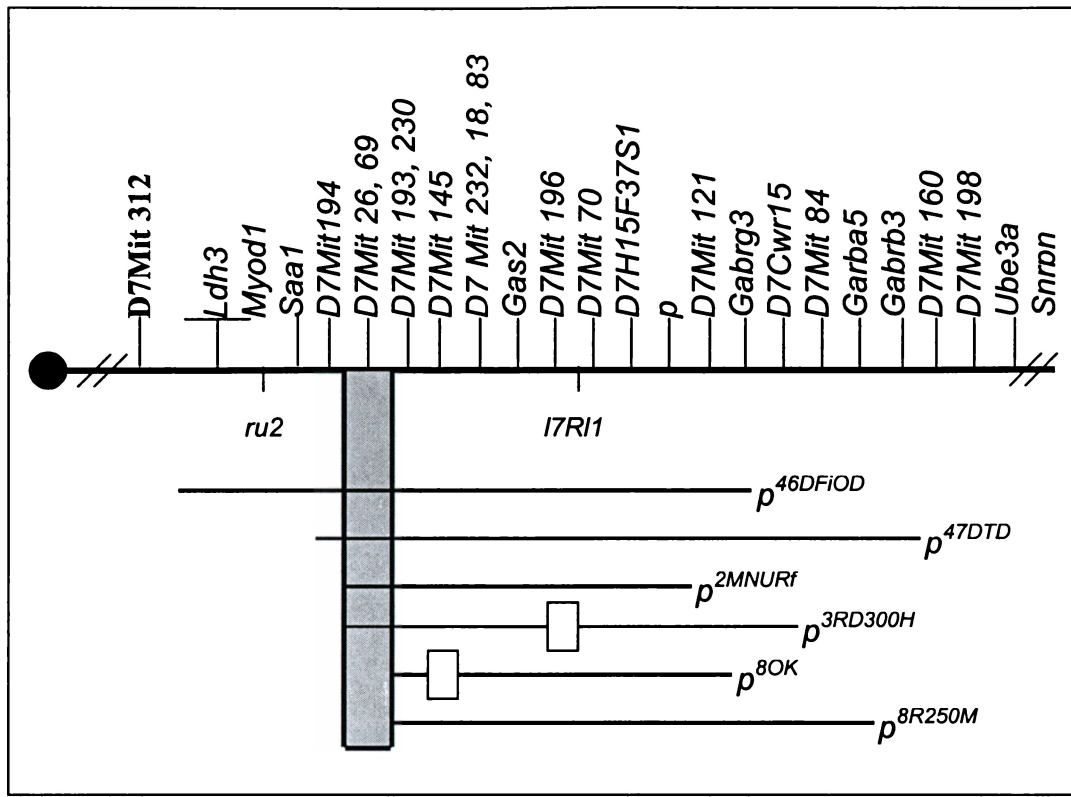 D7Mit 312
Ldh3
Myod1
Saa1
D7Mit194
D7Mit 26, 69
D7Mit 193, 230
D7Mit 145
D7 Mit 232, 18, 83
Gas2
D7Mit 196
D7Mit 70
D7H15F37S1
p
D7Mit 121
Gabrg3
D7Cwr15
D7Mit 84
Garba5
Gabrb3
D7Mit 160
D7Mit 198
Ube3a
Snrpn
ru2
l7Rl1
p46DFiOD
p47DTD
p2MNURf
p3RD300H
p8OK
p8R250M